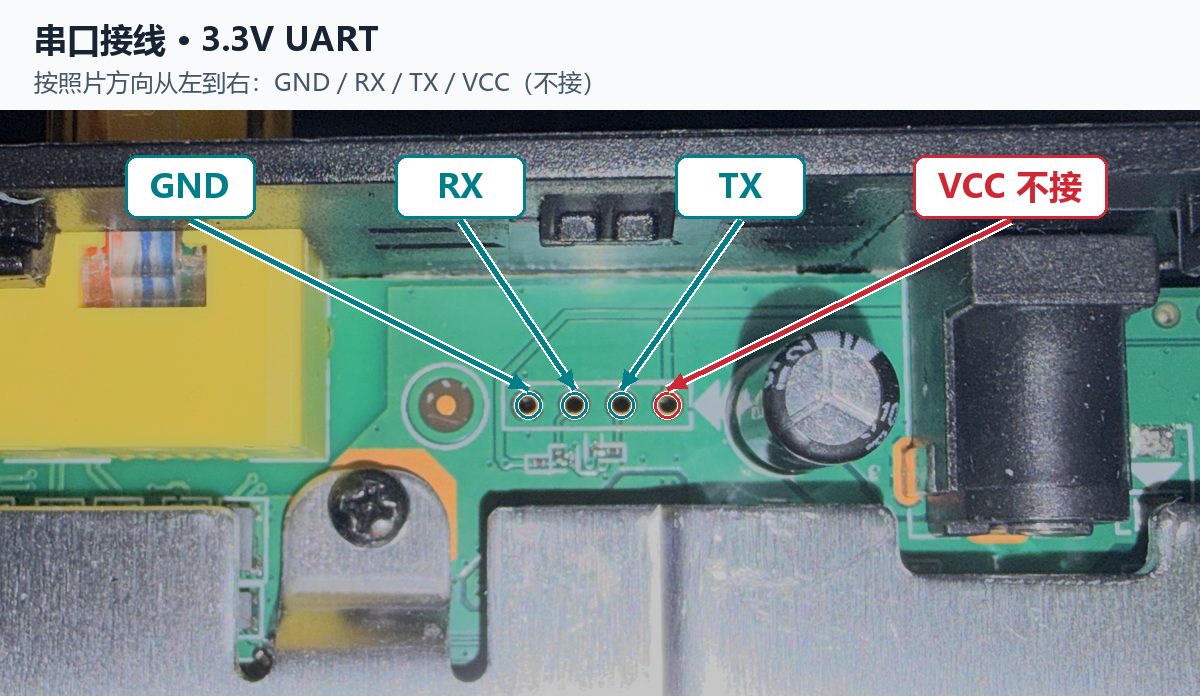 串口接线 • 3.3V UART
按照片方向从左到右：GND / RX / TX / VCC（不接）
GND
RX
TX
VCC 不接